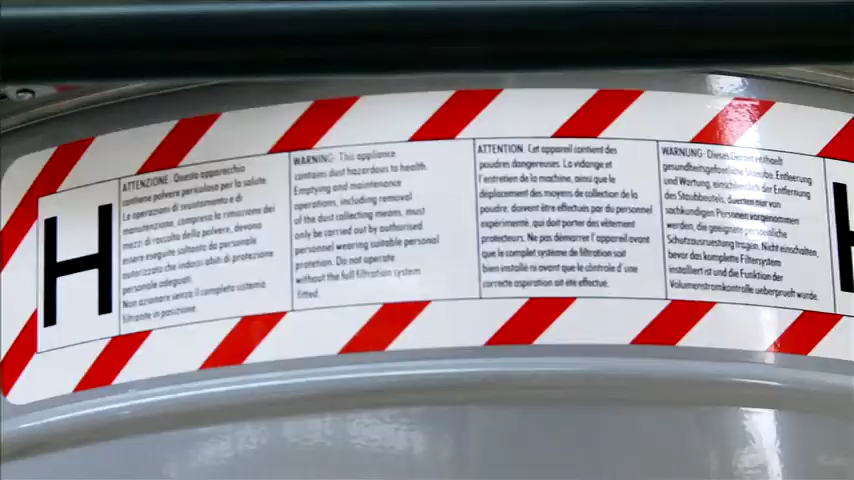 H
ATTENZIONE: Questo apparecchio
contiene polvere pericolosa per la salute.
Le operazioni di svuotamento e di
manutenzione, compresa la rimozione dei
mezzi di raccolta della polvere, devono
essere eseguite soltanto da personale
autorizzato che indossi abiti di protezione
personale adeguati.
Non azionare senza il completo sistema
filtrante in posizione.
WARNING: This appliance
contains dust hazardous to health.
Emptying and maintenance
operations, including removal
of the dust collecting means, must
only be carried out by authorised
personnel wearing suitable personal
protetion. Do not operate
without the full filtration system
fitted.
ATTENTION: Cet appareil contient des
poudres dangereuses. La vidange et
l'entretien de la machine, ainsi que le
déplacement des moyens de collection de la
poudre, doivent être effectués par du personnel
expérimenté, qui doit porter des vêtement
protecteurs. Ne pas démarrer l'appareil avant
que le complet système de filtration soit
bien installé ni avant que le contrôle d'une
correcte aspiration ait été effectué.
WARNUNG: Dieses Geraet enthaelt
gesundheitsgefaehrliche Staeube. Entleerung
und Wartung, einschliesslich der Entfernung
des Staubbeutels, duerfen nur von
sachkundigen Personen vorgenommen
werden, die geeignete persoenliche
Schutzausruestung tragen. Nicht einschalten,
bevor das komplette Filtersystem
installiert ist und die Funktion der
Volumenstromkontrolle ueberprueft wurde.